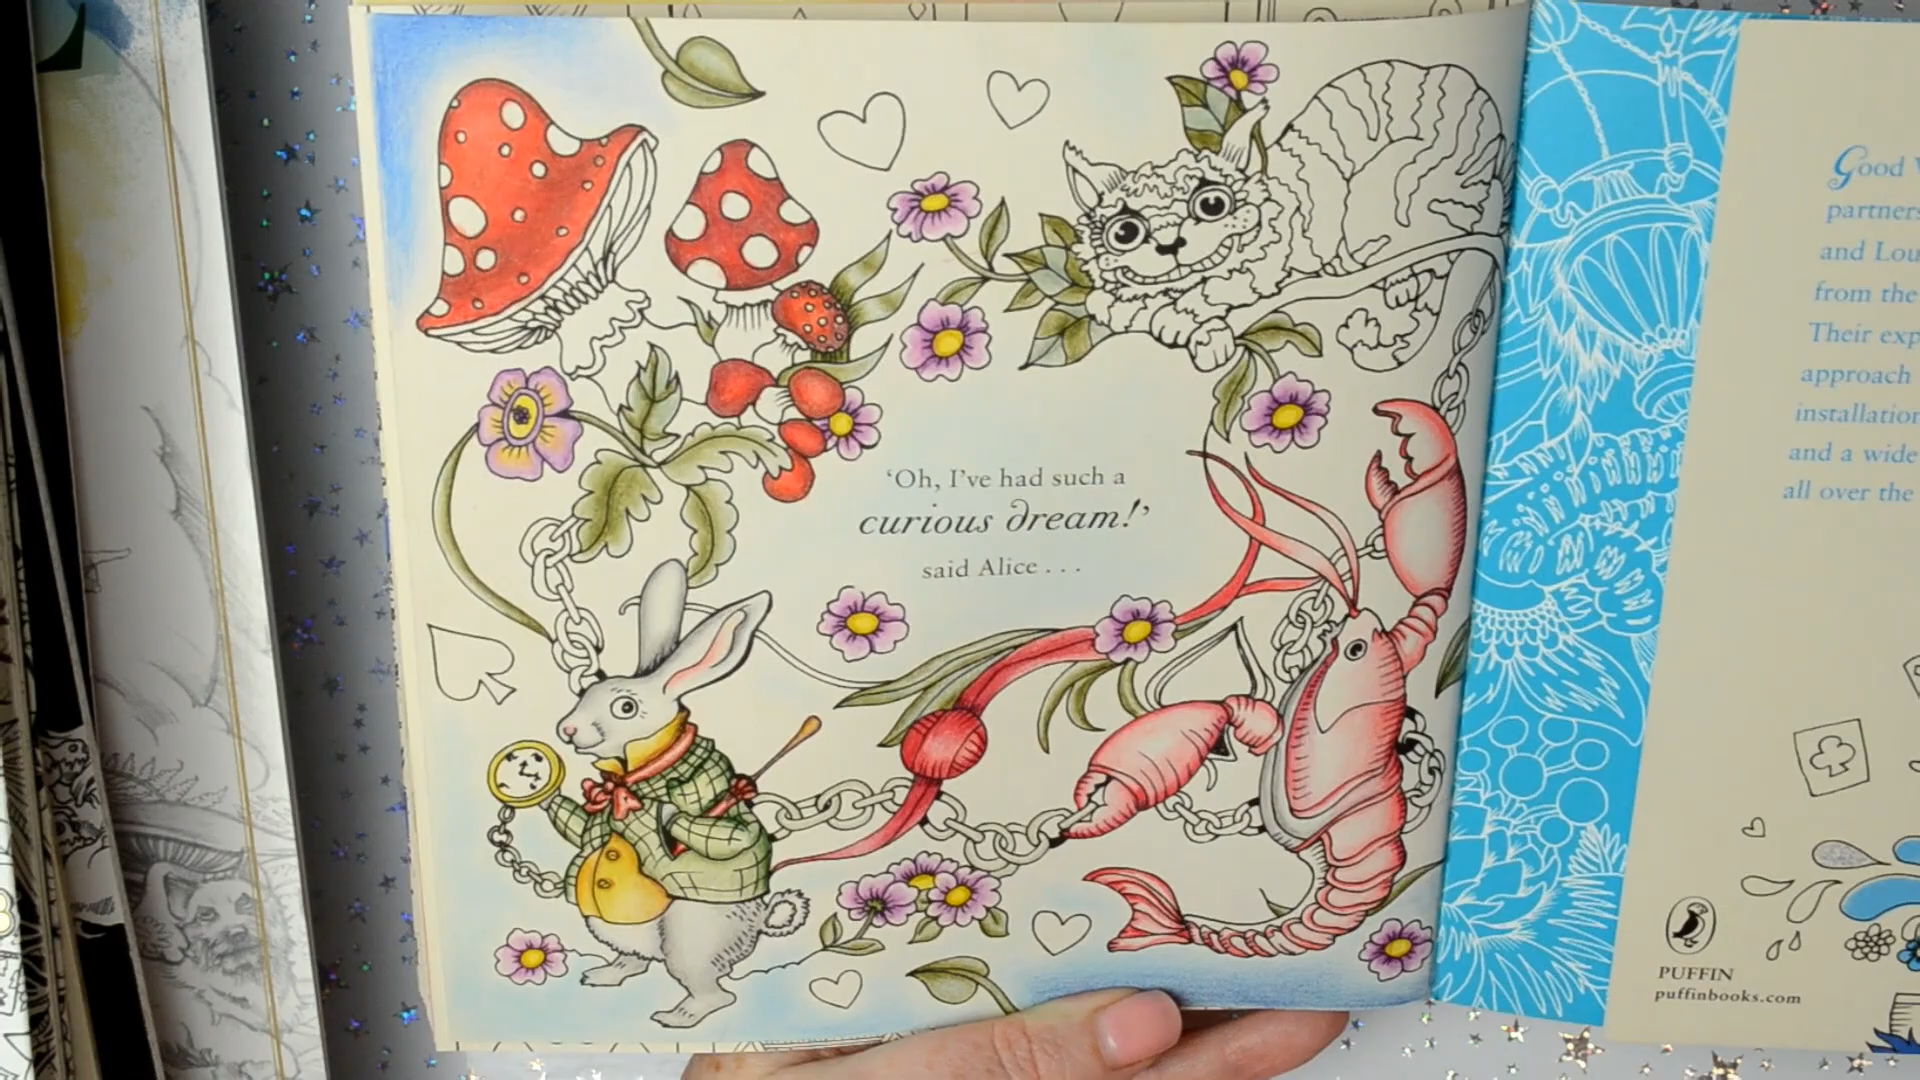 ‘Oh, I’ve had such a
curious dream!’
said Alice . . .
Good
partners
and Lou
from the
Their exp
approach
installation
and a wide
all over the
PUFFIN
puffinbooks.com